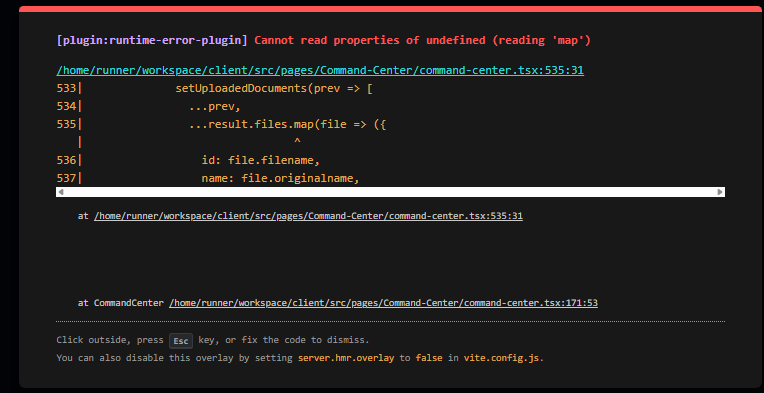 [plugin:runtime-error-plugin] Cannot read properties of undefined (reading 'map')
/home/runner/workspace/client/src/pages/Command-Center/command-center.tsx:535:31
533|              setUploadedDocuments(prev => [
534|                ...prev,
535|                ...result.files.map(file => ({
   |                                ^
536|                  id: file.filename,
537|                  name: file.originalname,
at /home/runner/workspace/client/src/pages/Command-Center/command-center.tsx:535:31
at CommandCenter /home/runner/workspace/client/src/pages/Command-Center/command-center.tsx:171:53
Click outside, press Esc key, or fix the code to dismiss.
You can also disable this overlay by setting server.hmr.overlay to false in vite.config.js.